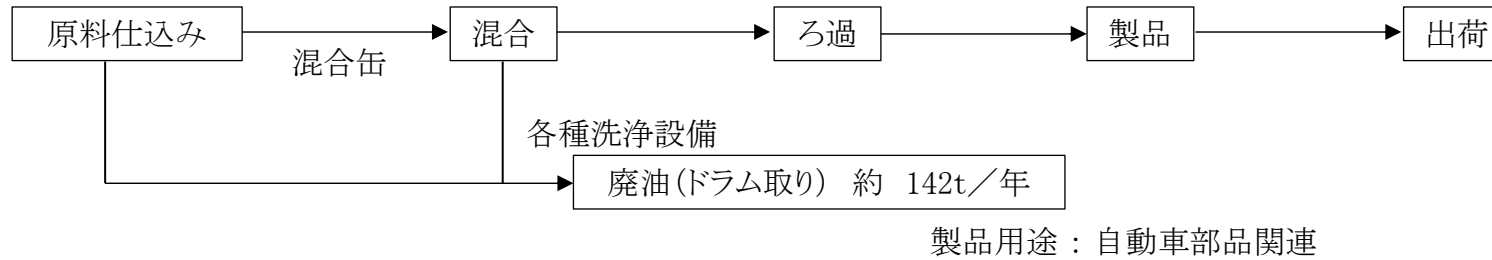 原料仕込み 混合 ろ過 製品 出荷
混合缶
各種洗浄設備
廃油(ドラム取り) 約 142t/年
製品用途:自動車部品関連